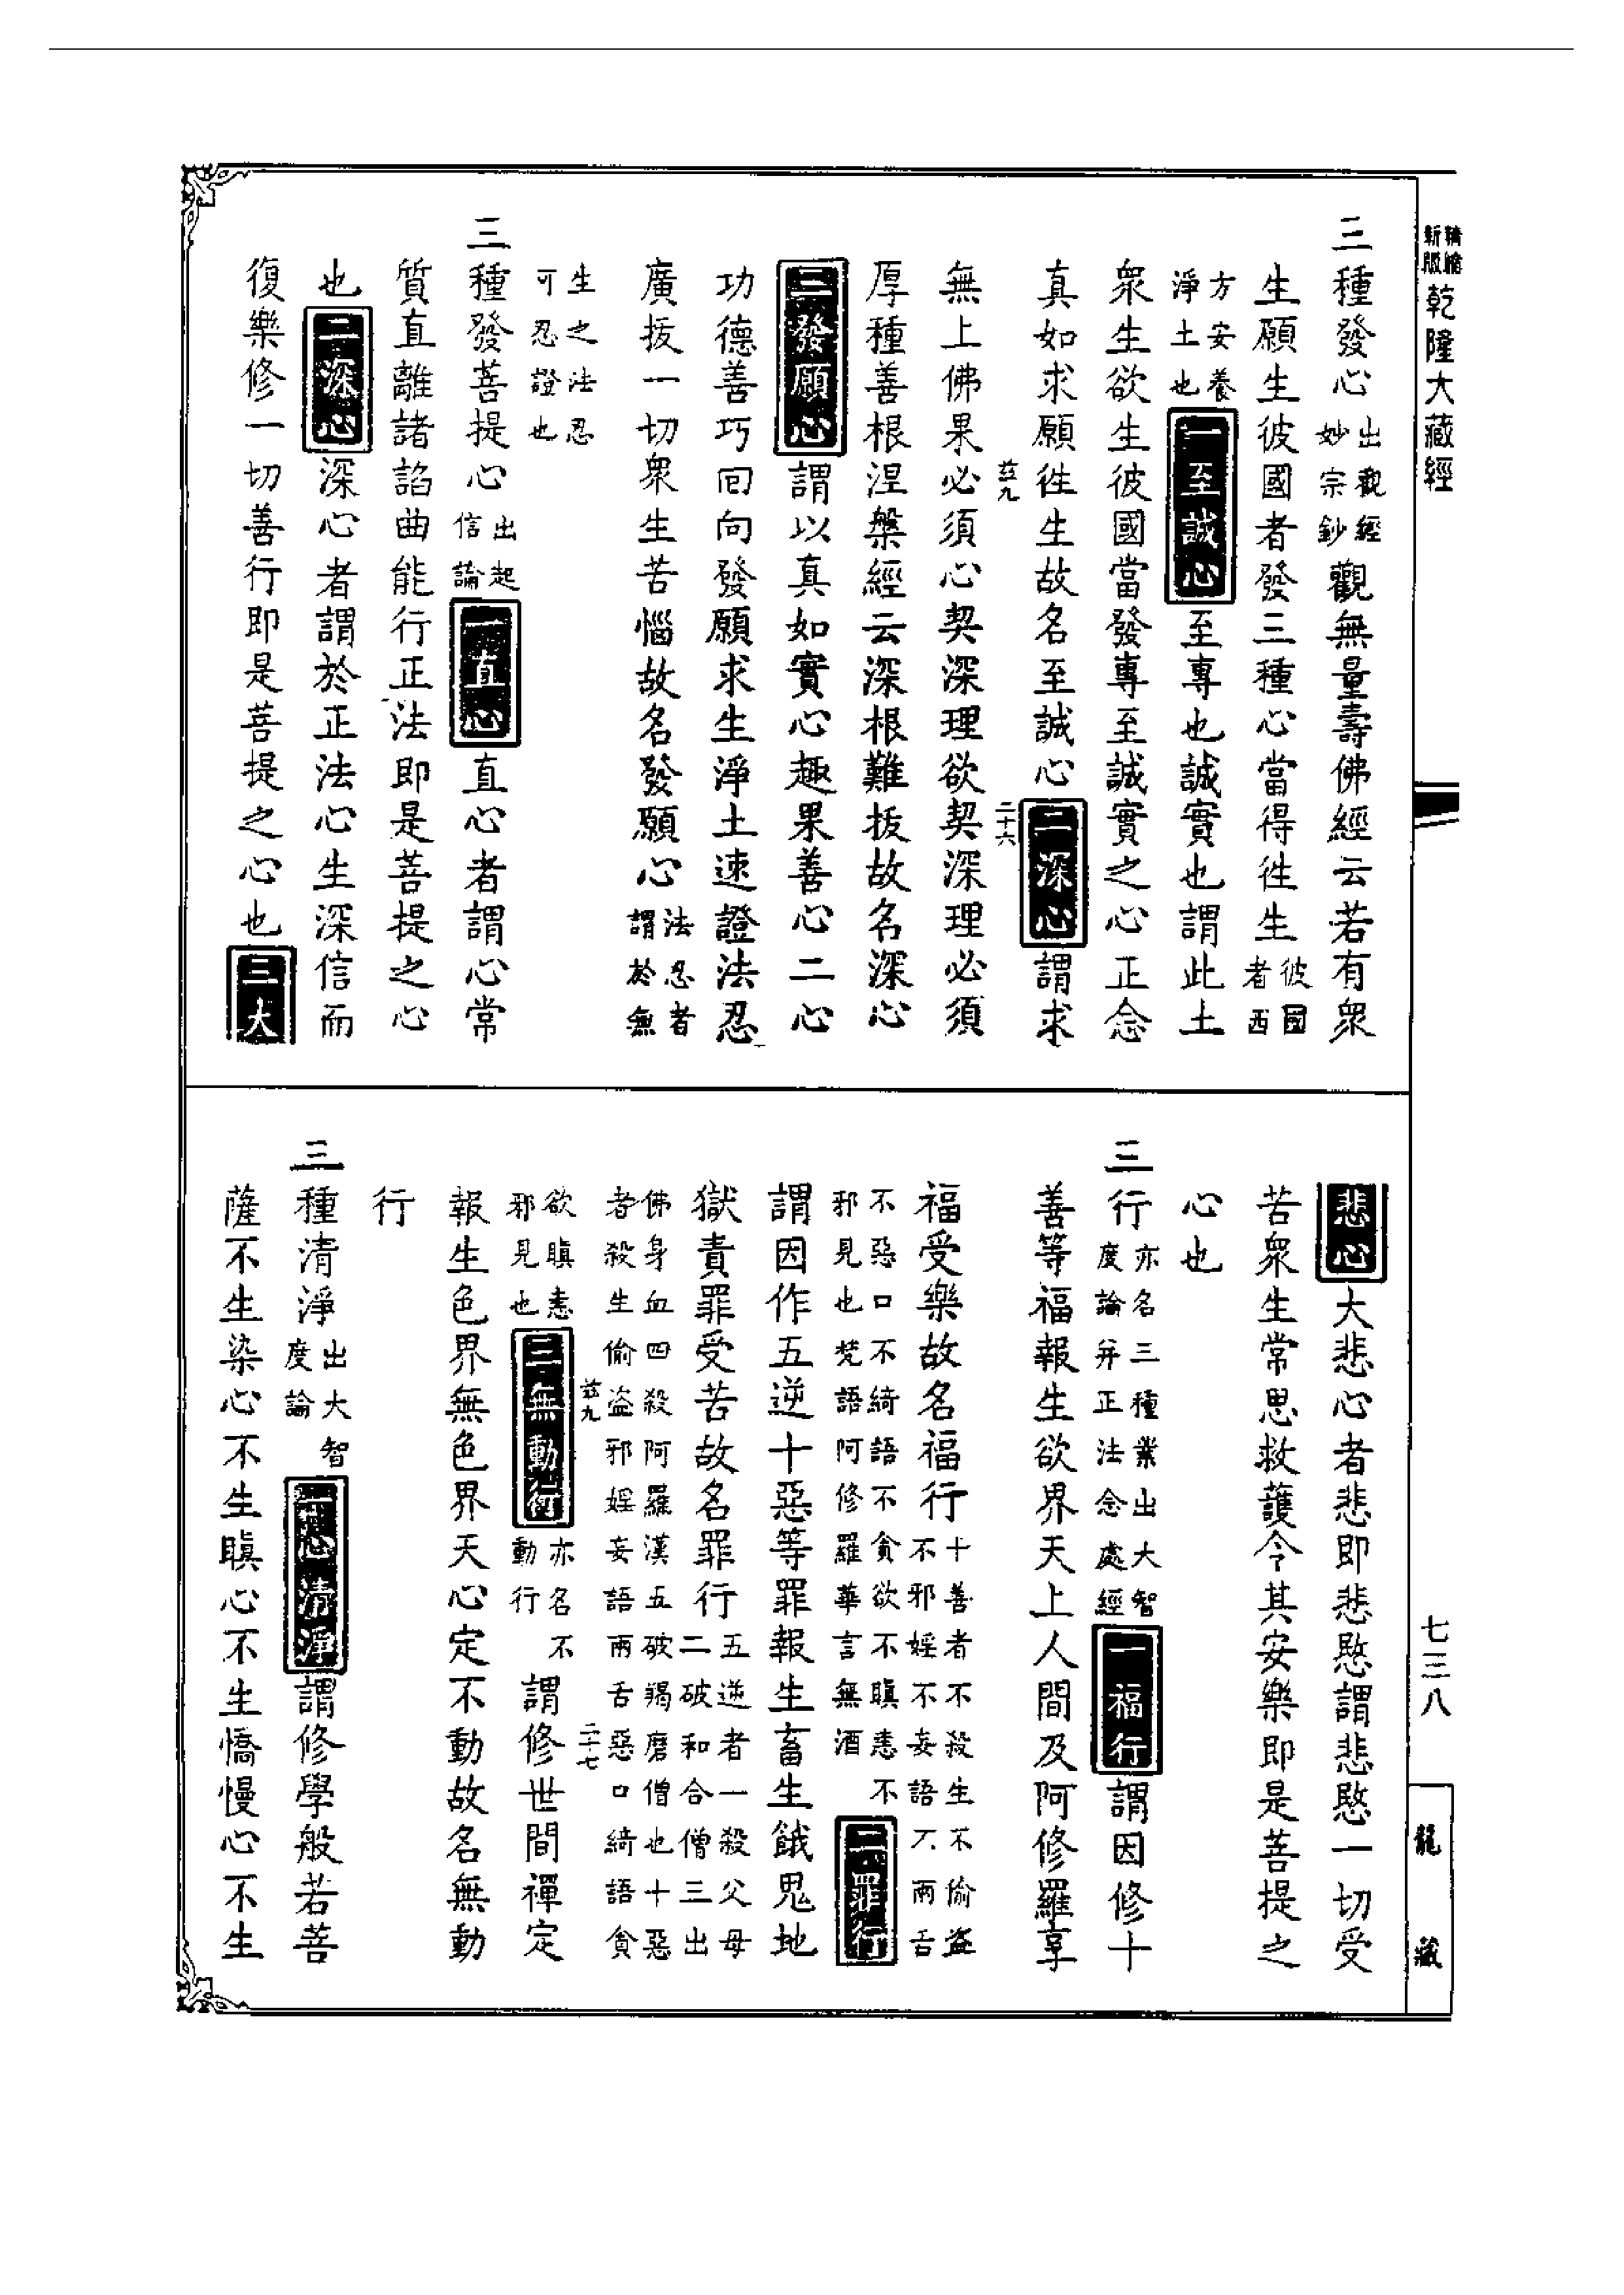 精縮新版乾隆大藏經
三種發心出觀經妙宗鈔觀無量壽佛經云若有衆
生願生彼國者發三種心當得徃生彼國者西
方安養淨土也一至誠心至專也誠實也謂此土
衆生欲生彼國當發專至誠實之心正念
真如求願徃生故名至誠心二深心謂求
茲九
二十六
無上佛果必須心契深理欲契深理必須
厚種善根涅槃經云深根難拔故名深心
三發願心謂以真如實心趣果善心二心
功德善巧回向發願求生淨土速證法忍
廣拔一切衆生苦惱故名發願心法忍者謂於無
生之法忍可忍證也
三種發菩提心出起信論一直心直心者謂心常
質直離諸諂曲能行正法即是菩提之心
也二深心深心者謂於正法心生深信而
復樂修一切善行即是菩提之心也三大
悲心大悲心者悲即悲愍謂悲愍一切受
苦衆生常思救護令其安樂即是菩提之
心也
三行亦名三種業出大智度論并正法念處經一福行謂因修十
善等福報生欲界天上人間及阿修羅享
福受樂故名福行十善者不殺生不偷盗不邪婬不妄語不兩舌
不惡口不綺語不貪欲不瞋恚不邪見也梵語阿修羅華言無酒二罪行
謂因作五逆十惡等罪報生畜生餓鬼地
獄責罪受苦故名罪行五逆者一殺父母二破和合僧三出
佛身血四殺阿羅漢五破羯磨僧也十惡者殺生偷盗邪婬妄語兩舌惡口綺語貪
茲九
二十七
欲瞋恚邪見也三無動行亦名不動行謂修世間禪定
報生色界無色界天心定不動故名無動
行
三種清淨出大智度論一心清淨謂修學般若菩
薩不生染心不生瞋心不生憍慢心不生
七三八
龍藏